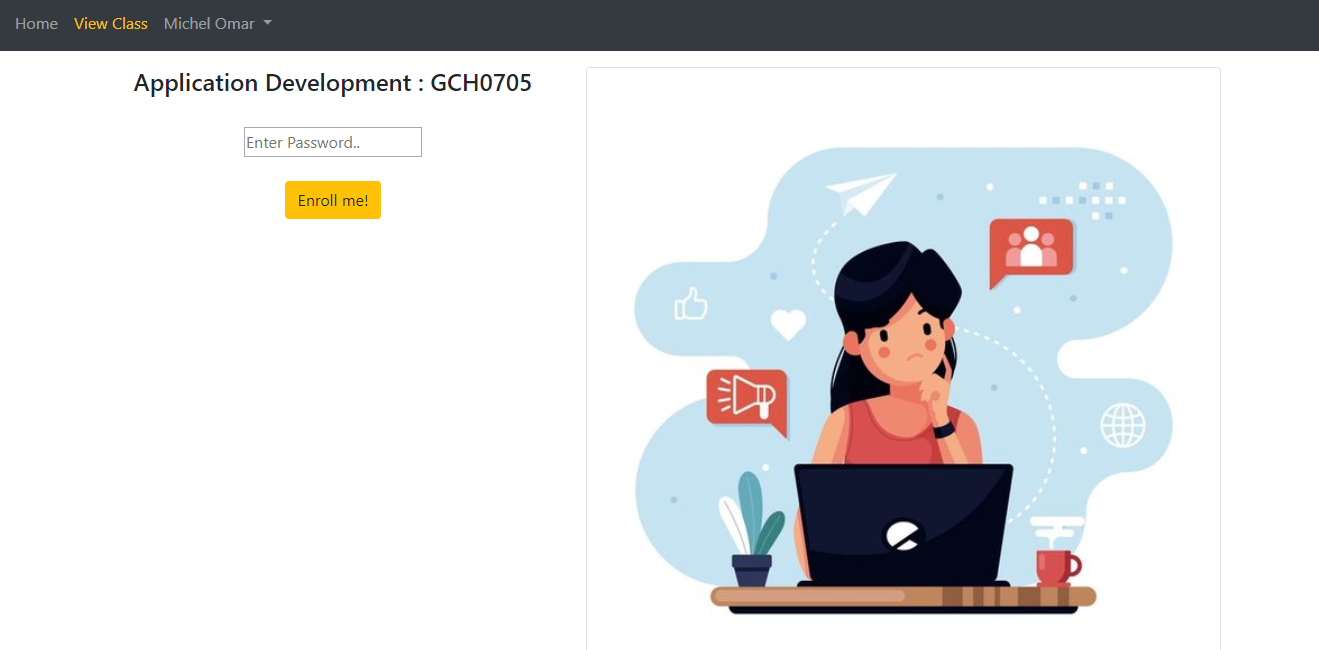 Home View Class Michel Omar
Application Development : GCH0705
Enter Password..
Enroll me!